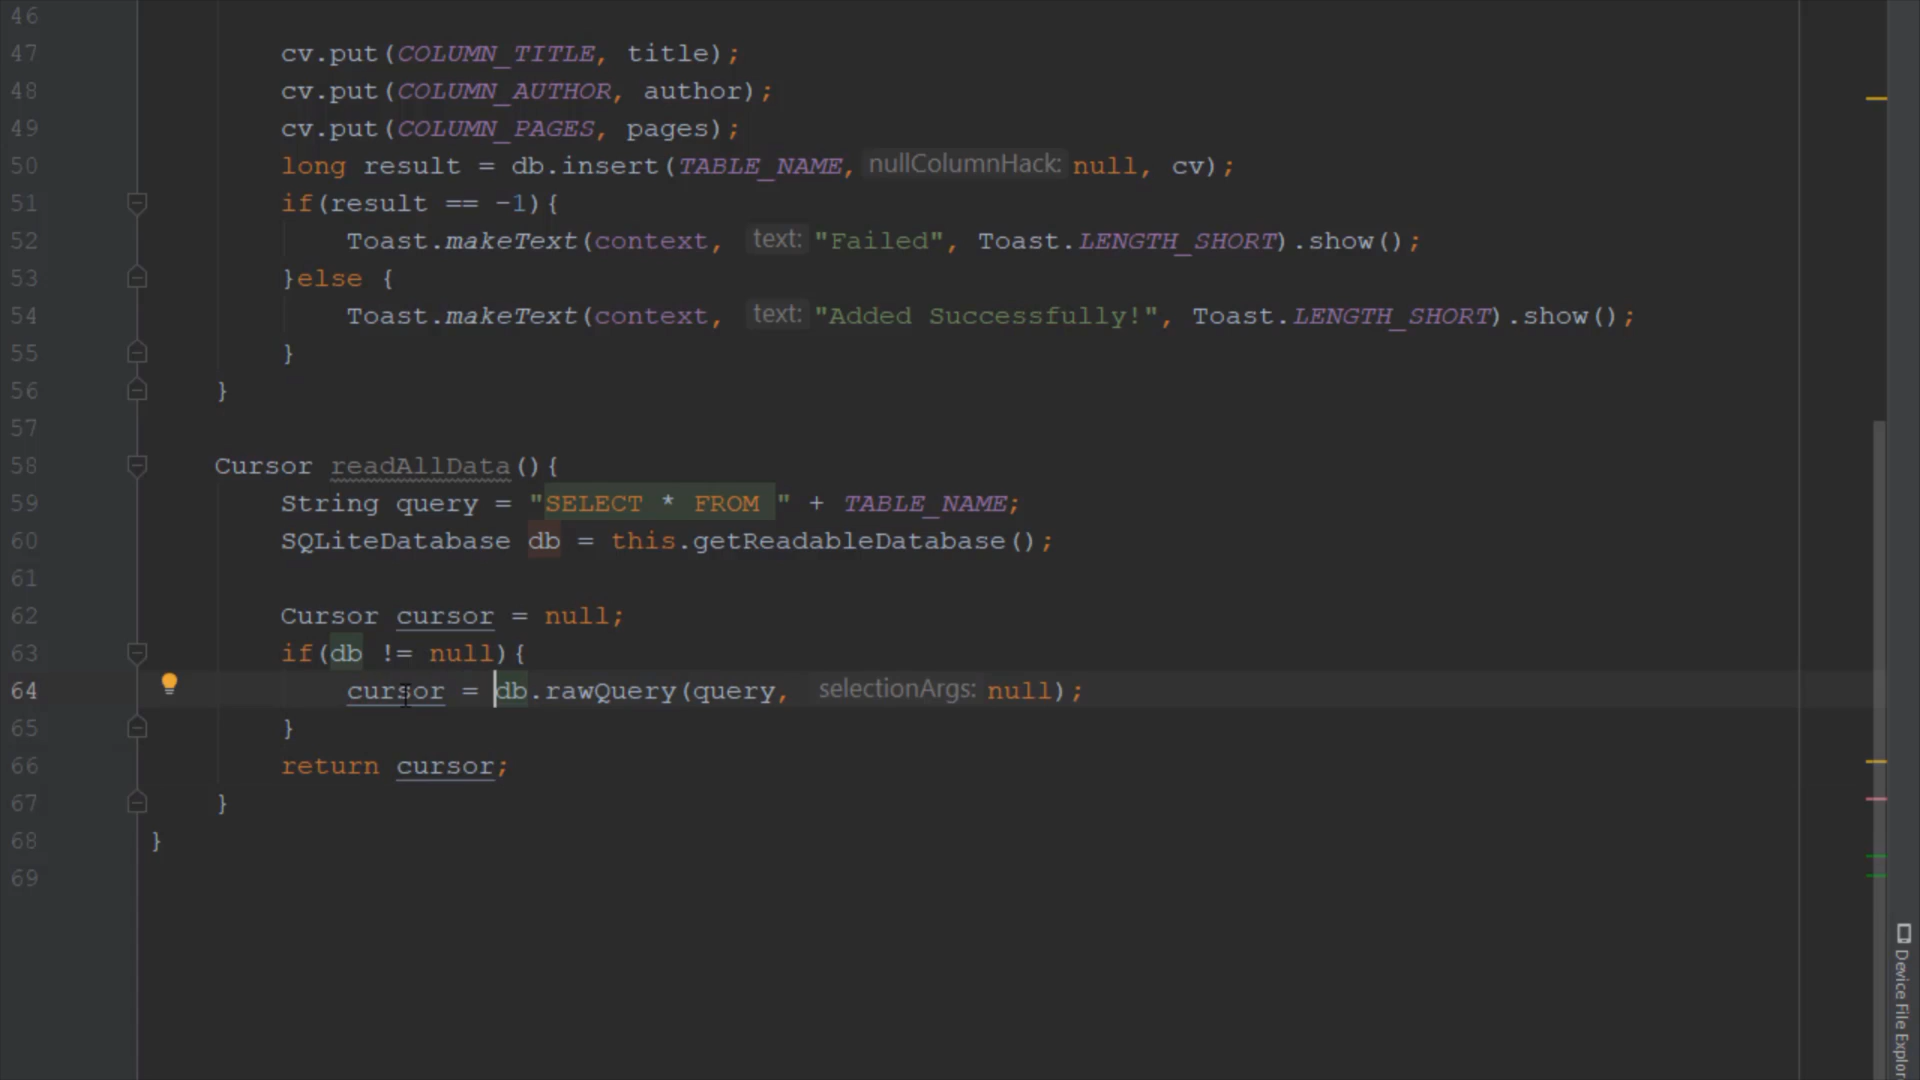 46
47 cv.put(COLUMN_TITLE, title);
48 cv.put(COLUMN_AUTHOR, author);
49 cv.put(COLUMN_PAGES, pages);
50 long result = db.insert(TABLE_NAME, nullColumnHack: null, cv);
51 if(result == -1){
52 Toast.makeText(context, text: "Failed", Toast.LENGTH_SHORT).show();
53 }else {
54 Toast.makeText(context, text: "Added Successfully!", Toast.LENGTH_SHORT).show();
55 }
56 }
57
58 Cursor readAllData(){
59 String query = "SELECT * FROM " + TABLE_NAME;
60 SQLiteDatabase db = this.getReadableDatabase();
61
62 Cursor cursor = null;
63 if(db != null){
64 cursor = db.rawQuery(query, selectionArgs: null);
65 }
66 return cursor;
67 }
68 }
69
Device File Explor